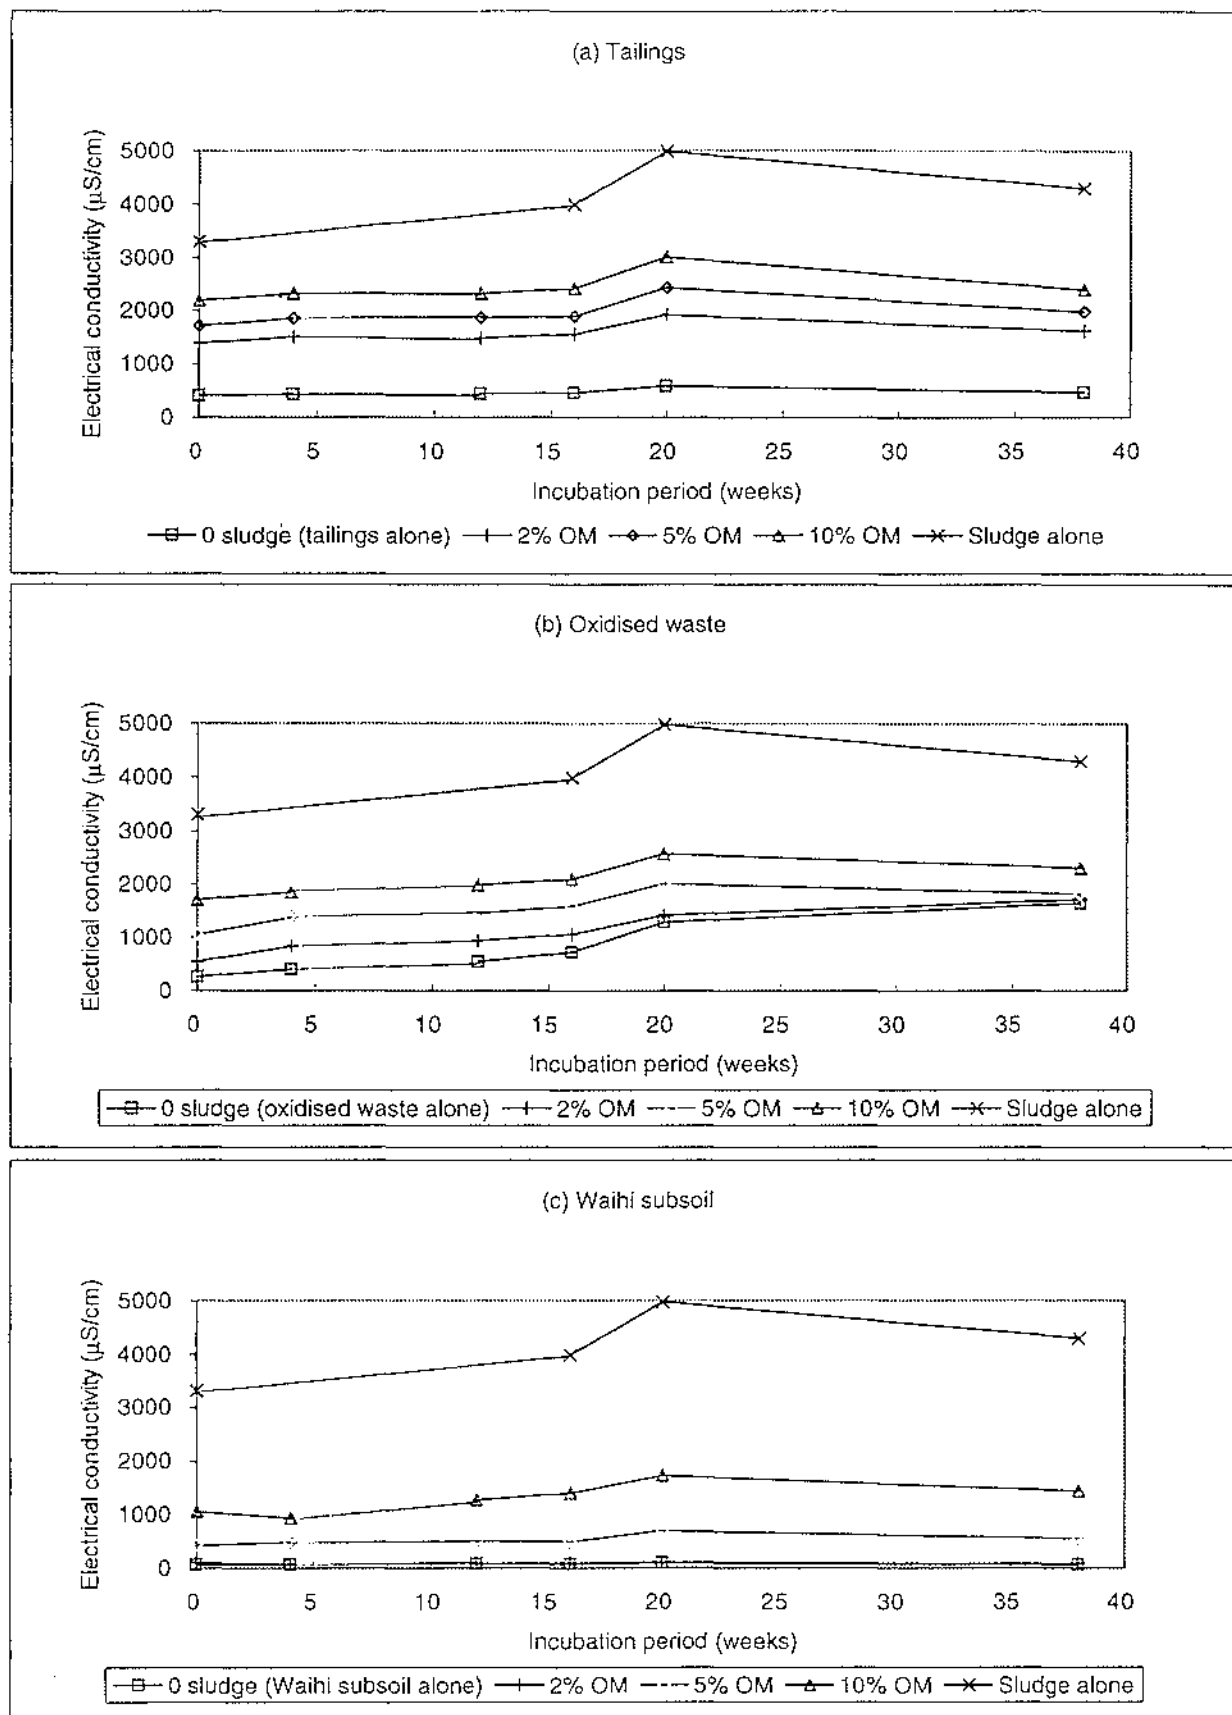 (a) Tailings
Electrical conductivity (µS/cm)
5000
4000
3000
2000
1000
0
0 5 10 15 20 25 30 35 40
Incubation period (weeks)
0 sludge (tailings alone) 2% OM 5% OM 10% OM Sludge alone
(b) Oxidised waste
Electrical conductivity (µS/cm)
5000
4000
3000
2000
1000
0
0 5 10 15 20 25 30 35 40
Incubation period (weeks)
0 sludge (oxidised waste alone) 2% OM 5% OM 10% OM Sludge alone
(c) Waihi subsoil
Electrical conductivity (µS/cm)
5000
4000
3000
2000
1000
0
0 5 10 15 20 25 30 35 40
Incubation period (weeks)
0 sludge (Waihi subsoil alone) 2% OM 5% OM 10% OM Sludge alone